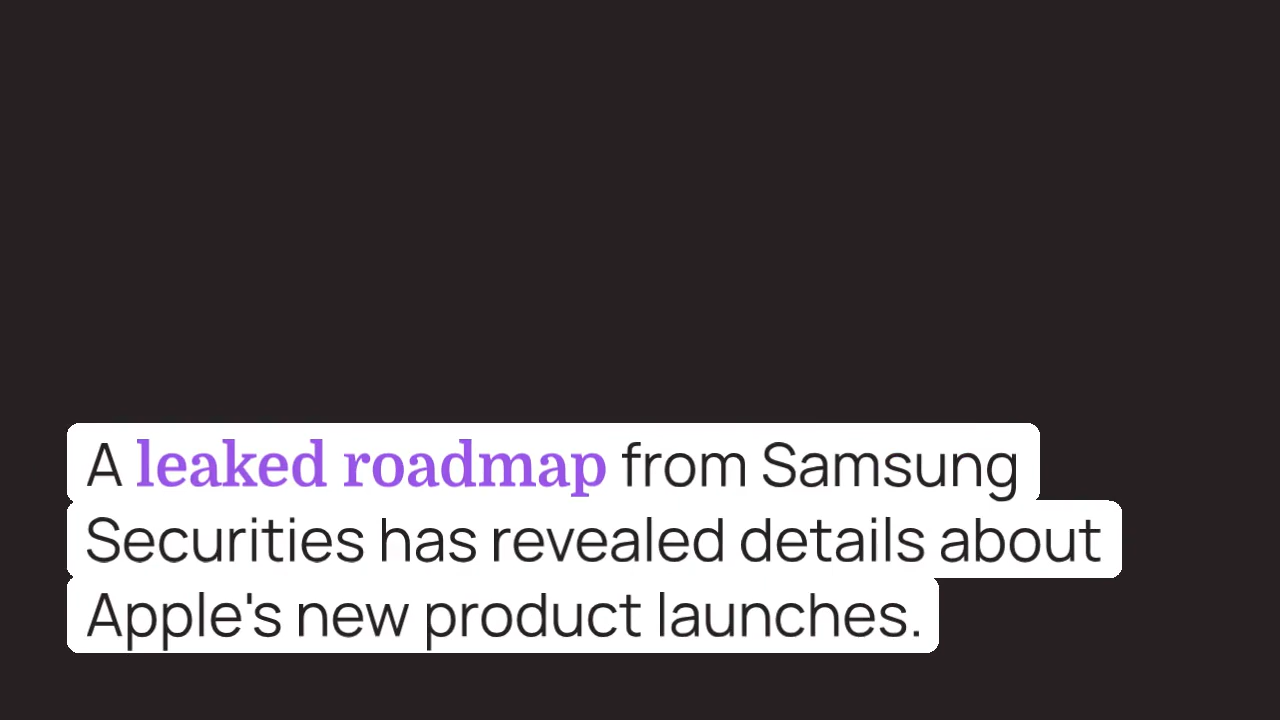 A leaked roadmap from Samsung
Securities has revealed details about
Apple's new product launches.